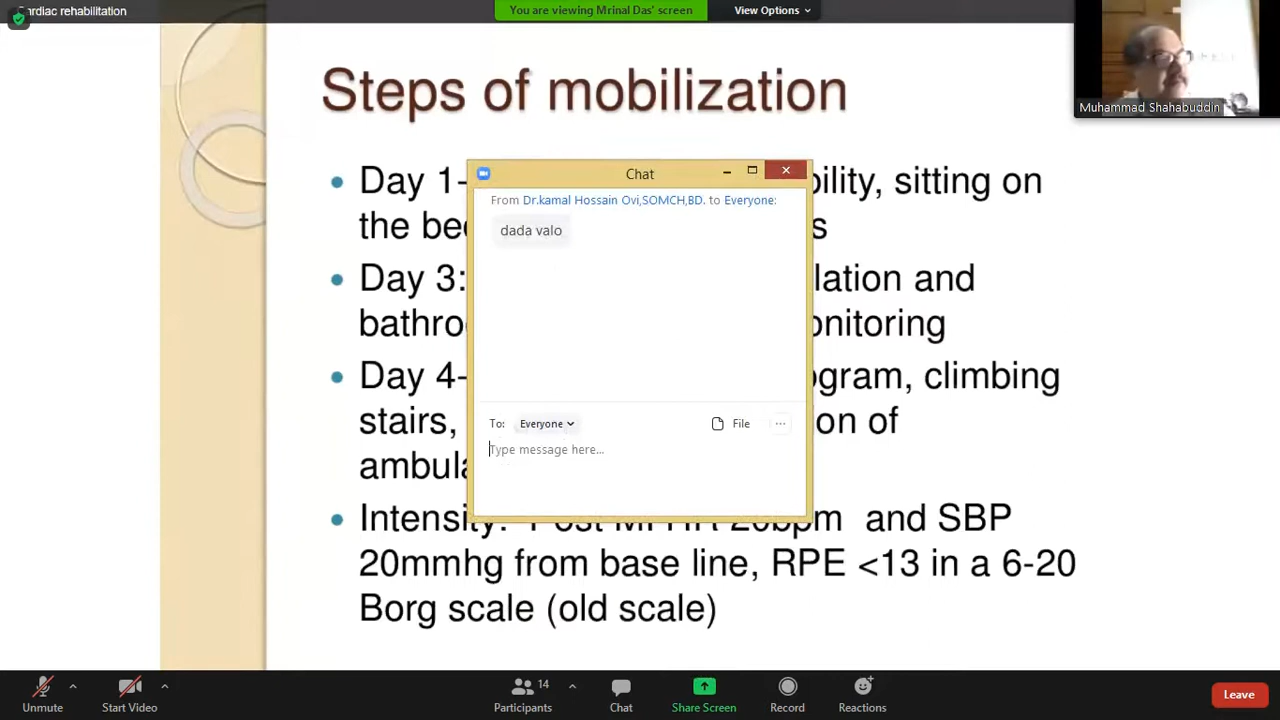 Cardiac rehabilitation
You are viewing Mrinal Das' screen
View Options
Muhammad Shahabuddin
Steps of mobilization
Day 1- bility, sitting on
the be s
Day 3: lation and
bathro onitoring
Day 4- ogram, climbing
stairs, on of
ambula
Intensity: Post MI HR 20bpm and SBP
20mmhg from base line, RPE <13 in a 6-20
Borg scale (old scale)
Chat
From Dr.kamal Hossain Ovi,SOMCH,BD. to Everyone:
dada valo
To: Everyone File ...
Type message here...
Unmute
Start Video
14
Participants
Chat
Share Screen
Record
Reactions
Leave